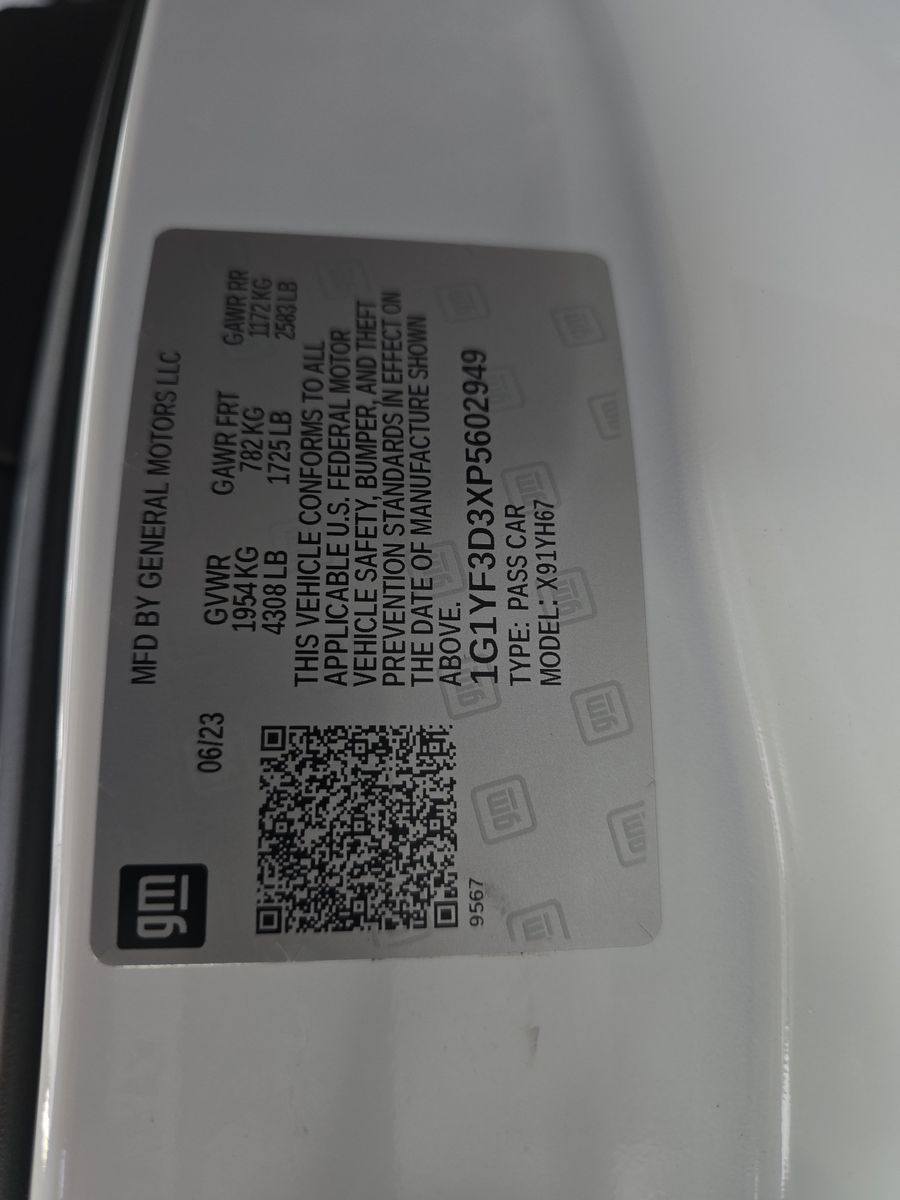 gm
MFD BY GENERAL MOTORS LLC
06/23
GVWR GAWR FRT GAWR RR
1954 KG 782 KG 1172 KG
4308 LB 1725 LB 2583 LB
THIS VEHICLE CONFORMS TO ALL
APPLICABLE U.S. FEDERAL MOTOR
VEHICLE SAFETY, BUMPER, AND THEFT
PREVENTION STANDARDS IN EFFECT ON
THE DATE OF MANUFACTURE SHOWN
ABOVE.
1G1YF3D3XP5602949
TYPE: PASS CAR
MODEL: X91YH67
9567